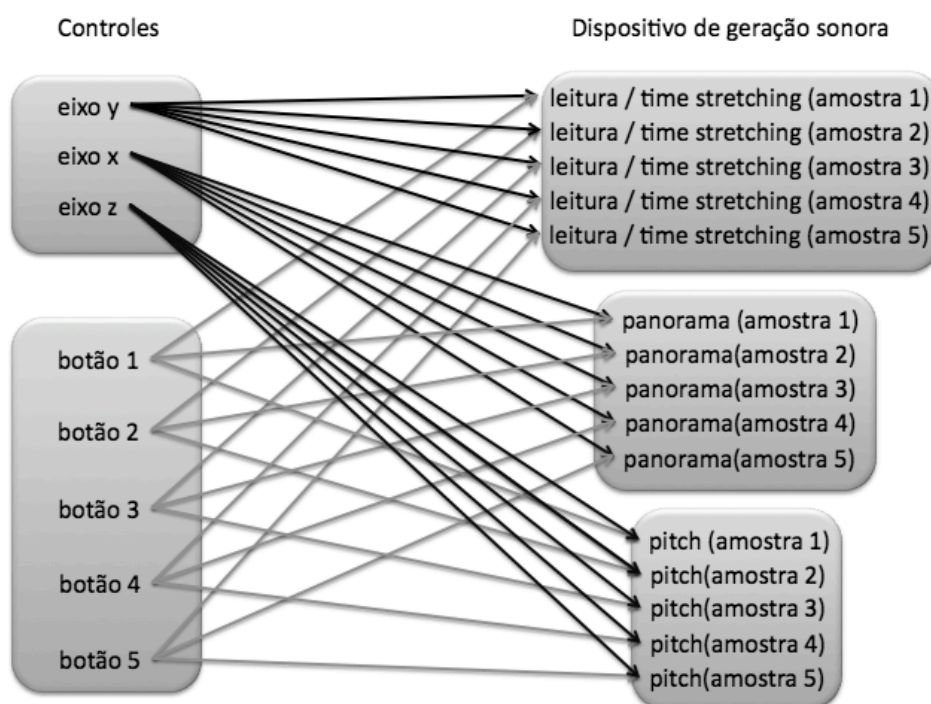 Controles
Dispositivo de geração sonora
eixo y
eixo x
eixo z
botão 1
botão 2
botão 3
botão 4
botão 5
leitura / time stretching (amostra 1)
leitura / time stretching (amostra 2)
leitura / time stretching (amostra 3)
leitura / time stretching (amostra 4)
leitura / time stretching (amostra 5)
panorama (amostra 1)
panorama(amostra 2)
panorama(amostra 3)
panorama(amostra 4)
panorama(amostra 5)
pitch (amostra 1)
pitch(amostra 2)
pitch(amostra 3)
pitch(amostra 4)
pitch(amostra 5)